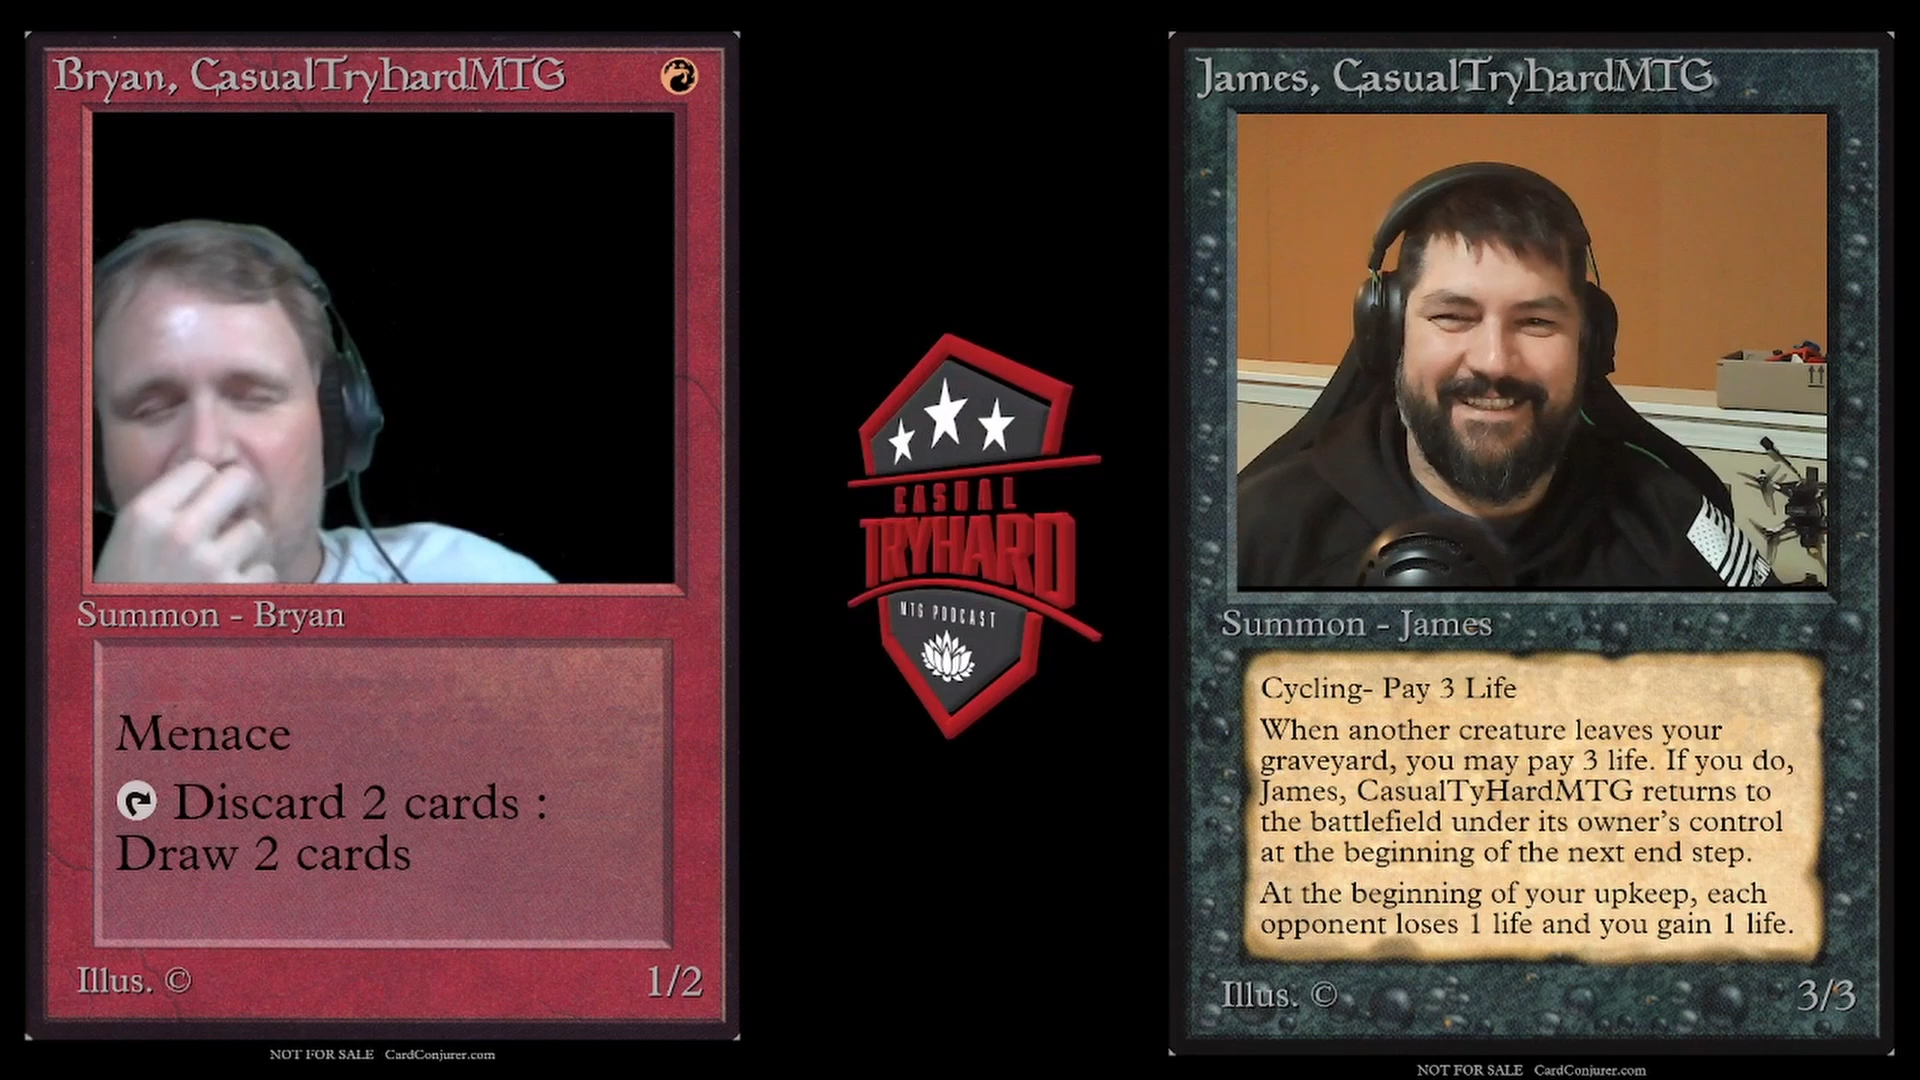 Bryan, CasualTryhardMTG
Summon - Bryan
Menace
Discard 2 cards :
Draw 2 cards
Illus. ©
1/2
NOT FOR SALE CardConjurer.com
CASUAL
TRYHARD
MTG PODCAST
James, CasualTryhardMTG
Summon - James
Cycling- Pay 3 Life
When another creature leaves your
graveyard, you may pay 3 life. If you do,
James, CasualTyHardMTG returns to
the battlefield under its owner's control
at the beginning of the next end step.
At the beginning of your upkeep, each
opponent loses 1 life and you gain 1 life.
Illus. ©
3/3
NOT FOR SALE CardConjurer.com